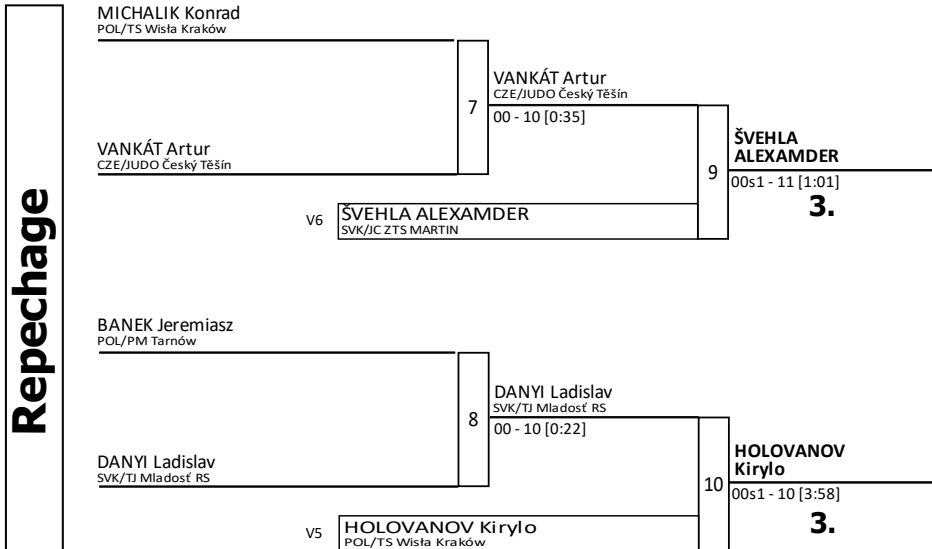 Repechage
MICHALIK Konrad
POL/TS Wisła Kraków
7
VANKÁT Artur
CZE/JUDO Český Těšín
00 - 10 [0:35]
VANKÁT Artur
CZE/JUDO Český Těšín
9
ŠVEHLA
ALEXAMDER
00s1 - 11 [1:01]
3.
V6
ŠVEHLA ALEXAMDER
SVK/JC ZTS MARTIN
BANEK Jeremiasz
POL/PM Tarnów
8
DANYI Ladislav
SVK/TJ Mladosť RS
00 - 10 [0:22]
DANYI Ladislav
SVK/TJ Mladosť RS
10
HOLOVANOV
Kirylo
00s1 - 10 [3:58]
3.
V5
HOLOVANOV Kirylo
POL/TS Wisła Kraków